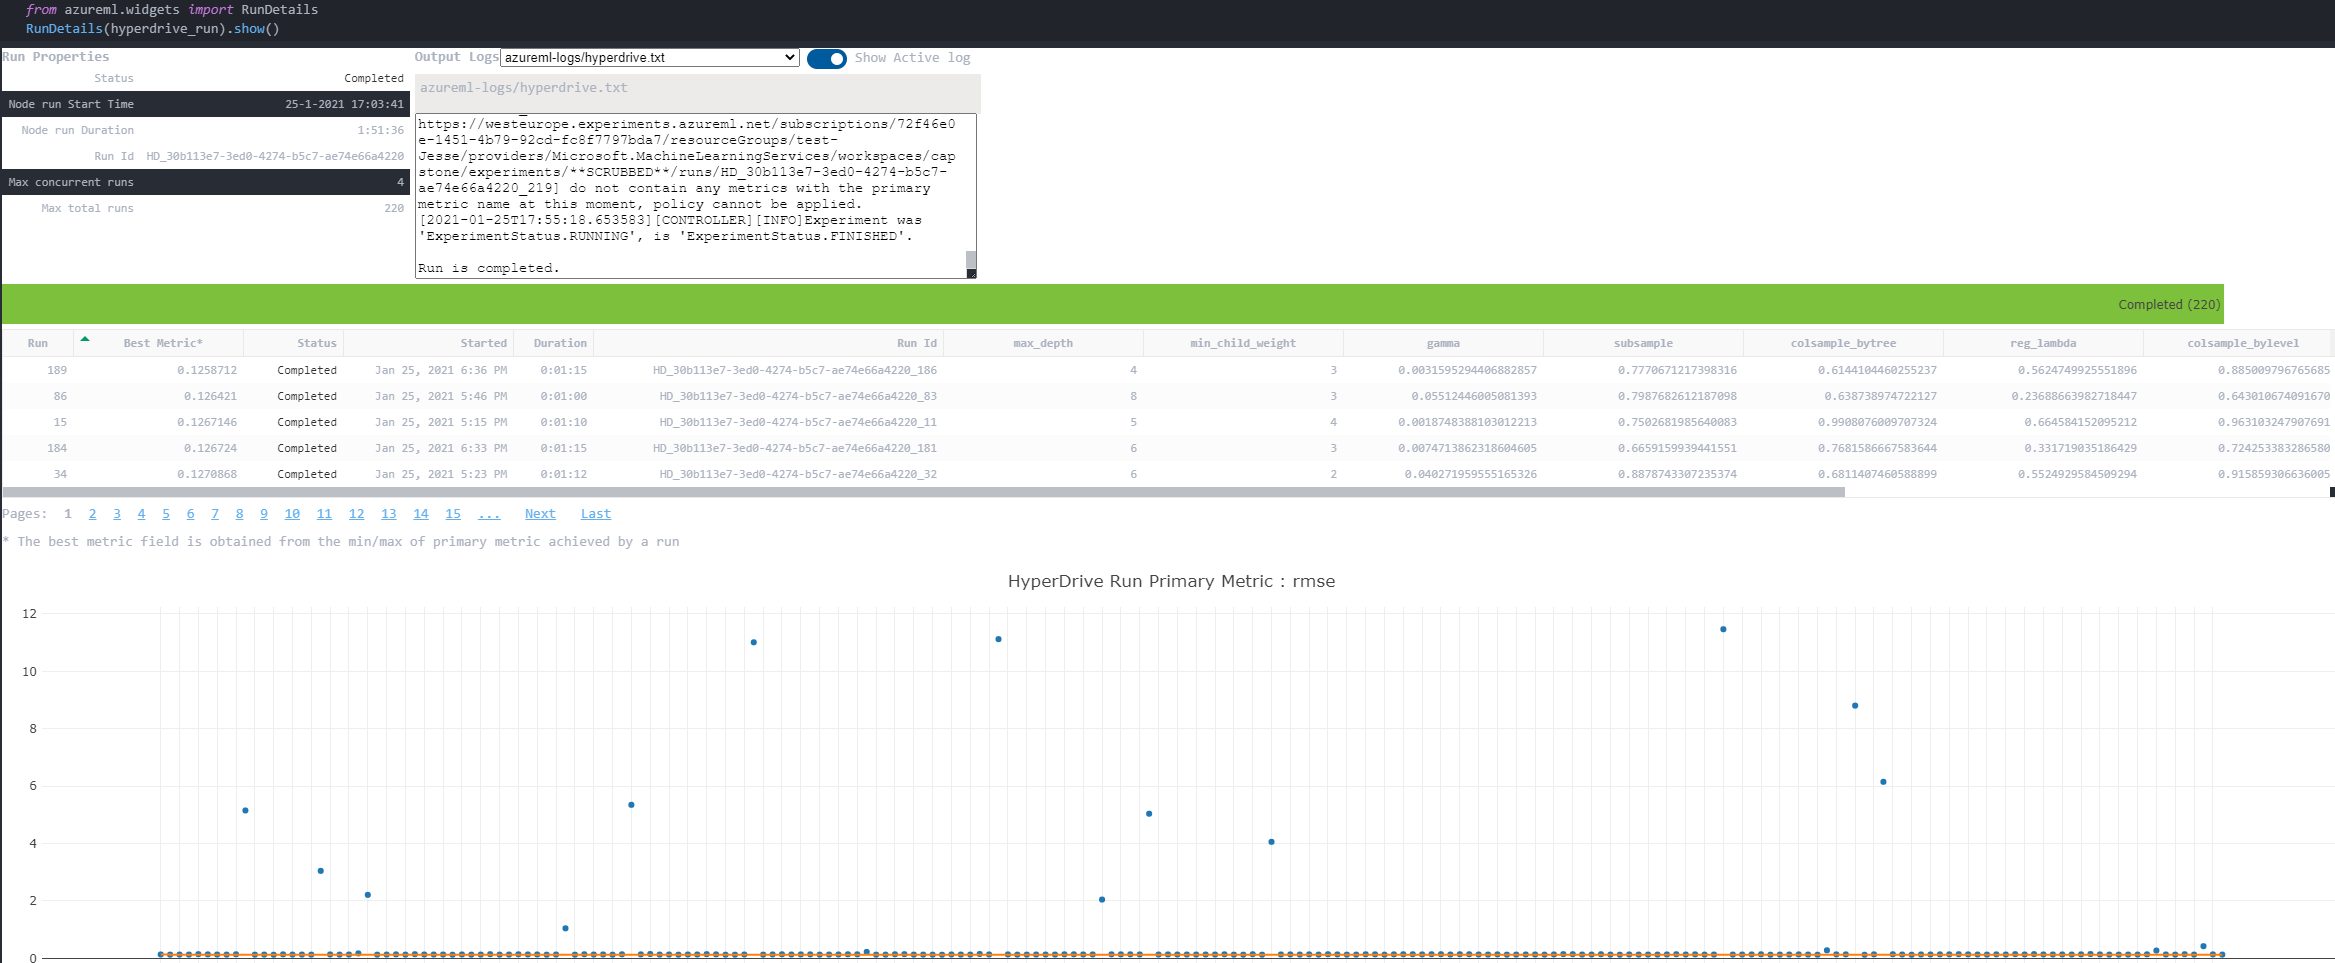 from azureml.widgets import RunDetails
RunDetails(hyperdrive_run).show()
Run Properties
Status Completed
Node run Start Time 25-1-2021 17:03:41
Node run Duration 1:51:36
Run Id HD_30b113e7-3ed0-4274-b5c7-ae74e66a4220
Max concurrent runs 4
Max total runs 220
Output Logs azureml-logs/hyperdrive.txt Show Active log
azureml-logs/hyperdrive.txt
https://westeurope.experiments.azureml.net/subscriptions/72f46e0
e-1451-4b79-92cd-fc8f7797bda7/resourceGroups/test-
Jesse/providers/Microsoft.MachineLearningServices/workspaces/cap
stone/experiments/**SCRUBBED**/runs/HD_30b113e7-3ed0-4274-b5c7-
ae74e66a4220_219] do not contain any metrics with the primary
metric name at this moment, policy cannot be applied.
[2021-01-25T17:55:18.653583][CONTROLLER][INFO]Experiment was
'ExperimentStatus.RUNNING', is 'ExperimentStatus.FINISHED'.
Run is completed.
Completed (220)
Run Best Metric* Status Started Duration Run Id max_depth min_child_weight gamma subsample colsample_bytree reg_lambda colsample_bylevel
189 0.1258712 Completed Jan 25, 2021 6:36 PM 0:01:15 HD_30b113e7-3ed0-4274-b5c7-ae74e66a4220_186 4 3 0.0031595294406882857 0.7770671217398316 0.6144104460255237 0.5624749925551896 0.885009796765685
86 0.126421 Completed Jan 25, 2021 5:46 PM 0:01:00 HD_30b113e7-3ed0-4274-b5c7-ae74e66a4220_83 8 3 0.05512446005081393 0.7987682612187098 0.638738974722127 0.23688663982718447 0.643010674091670
15 0.1267146 Completed Jan 25, 2021 5:15 PM 0:01:10 HD_30b113e7-3ed0-4274-b5c7-ae74e66a4220_11 5 4 0.0018748388103012213 0.7502681985640083 0.9908076009707324 0.664584152095212 0.963103247907691
184 0.126724 Completed Jan 25, 2021 6:33 PM 0:01:15 HD_30b113e7-3ed0-4274-b5c7-ae74e66a4220_181 6 3 0.0074713862318604605 0.6659159939441551 0.7681586667583644 0.331719035186429 0.724253383286580
34 0.1270868 Completed Jan 25, 2021 5:23 PM 0:01:12 HD_30b113e7-3ed0-4274-b5c7-ae74e66a4220_32 6 2 0.040271959555165326 0.8878743307235374 0.6811407460588899 0.5524929584509294 0.915859306636005
Pages: 1 2 3 4 5 6 7 8 9 10 11 12 13 14 15 ... Next Last
* The best metric field is obtained from the min/max of primary metric achieved by a run
HyperDrive Run Primary Metric : rmse
12
10
8
6
4
2
0